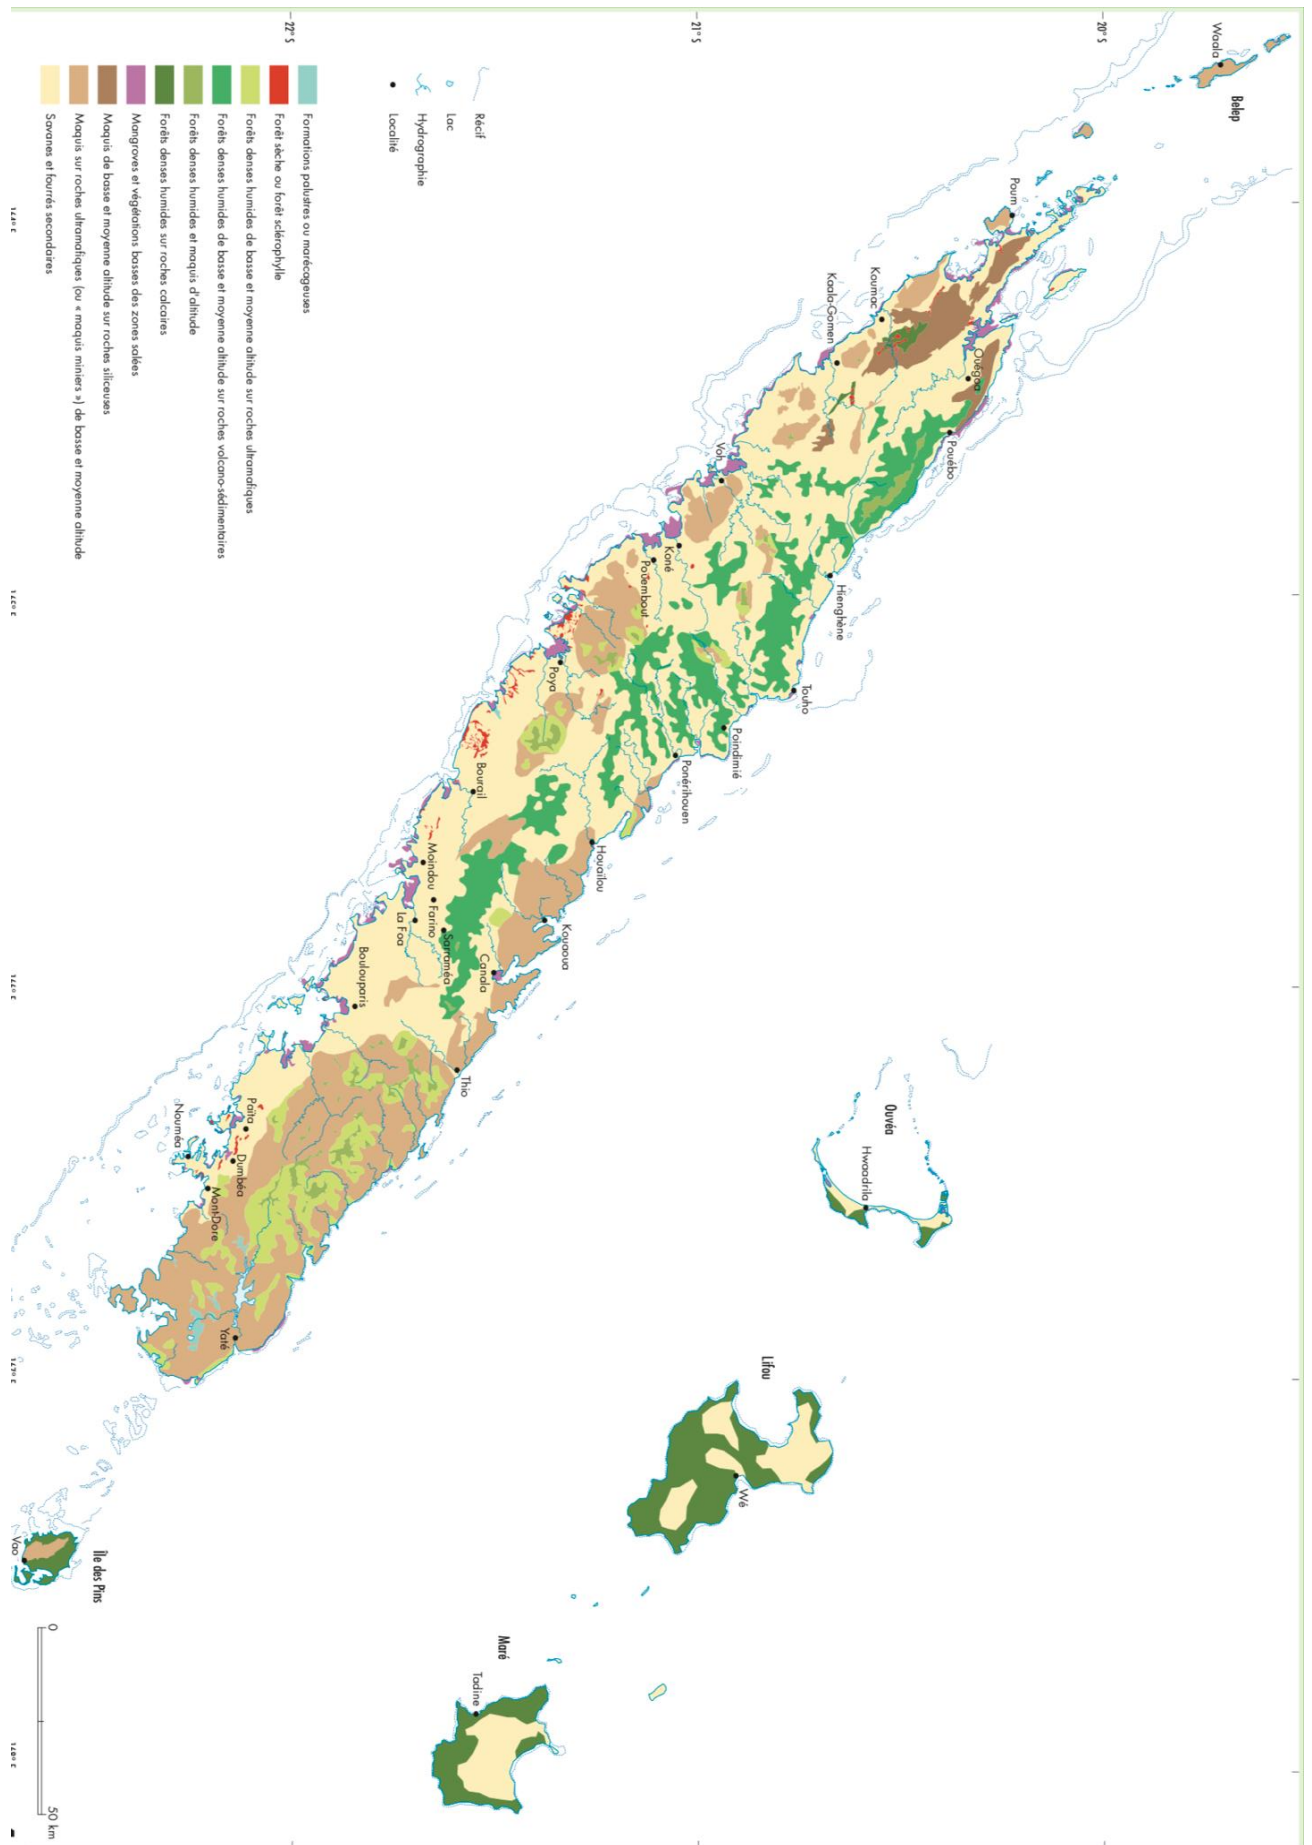 Belep
Waala
Poum
Ouégoa
Koumac
Kaala-Gomen
Pouébo
Voh
Hienghène
Koné
Pouembout
Touho
Poindimié
Ponérihouen
Poya
Houaïlou
Bourail
Kouaoua
Moindou
Farino
Sarraméa
La Foa
Canala
Thio
Boulouparis
Païta
Dumbéa
Nouméa
Mont-Dore
Yaté
Ouvéa
Hwaadrila
Lifou
Wé
Maré
Tadine
Île des Pins
Vao
20° S
21° S
22° S
Récif
Lac
Hydrographie
Localité
Formations palustres ou marécageuses
Forêt sèche ou forêt sclérophylle
Forêts denses humides de basse et moyenne altitude sur roches ultramafiques
Forêts denses humides de basse et moyenne altitude sur roches volcano-sédimentaires
Forêts denses humides et maquis d'altitude
Forêts denses humides sur roches calcaires
Mangroves et végétations basses des zones salées
Maquis de basse et moyenne altitude sur roches siliceuses
Maquis sur roches ultramafiques (ou « maquis miniers ») de basse et moyenne altitude
Savanes et fourrés secondaires
0 50 km